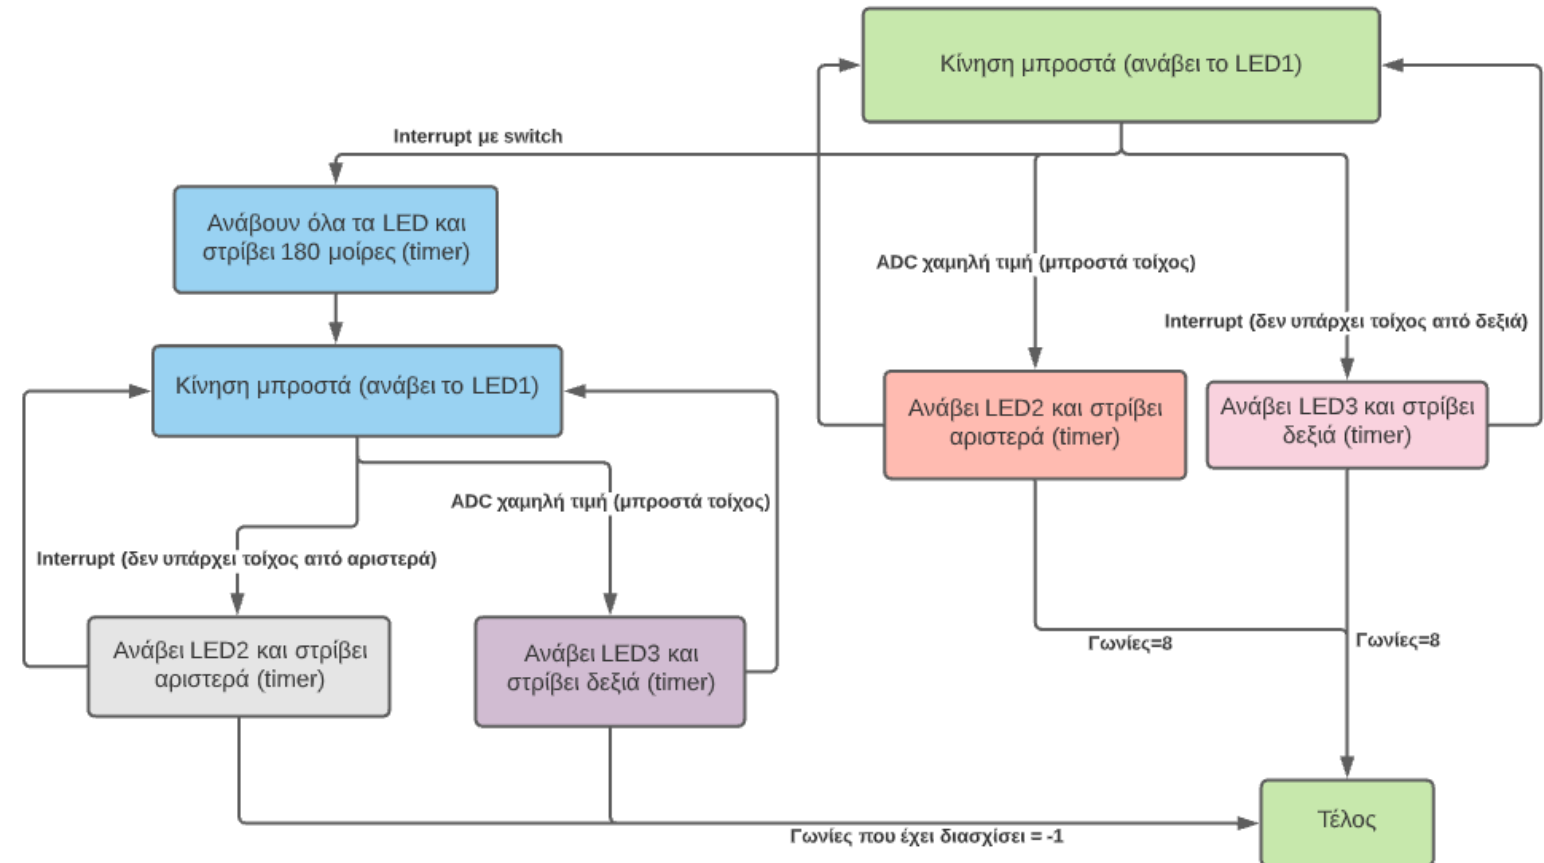 Κίνηση μπροστά (ανάβει το LED1)
Interrupt με switch
Ανάβουν όλα τα LED και
στρίβει 180 μοίρες (timer)
ADC χαμηλή τιμή (μπροστά τοίχος)
Interrupt (δεν υπάρχει τοίχος από δεξιά)
Κίνηση μπροστά (ανάβει το LED1)
Ανάβει LED2 και στρίβει
αριστερά (timer)
Ανάβει LED3 και στρίβει
δεξιά (timer)
ADC χαμηλή τιμή (μπροστά τοίχος)
Interrupt (δεν υπάρχει τοίχος από αριστερά)
Ανάβει LED2 και στρίβει
αριστερά (timer)
Ανάβει LED3 και
στρίβει δεξιά (timer)
Γωνίες=8
Γωνίες=8
Τέλος
Γωνίες που έχει διασχίσει = -1